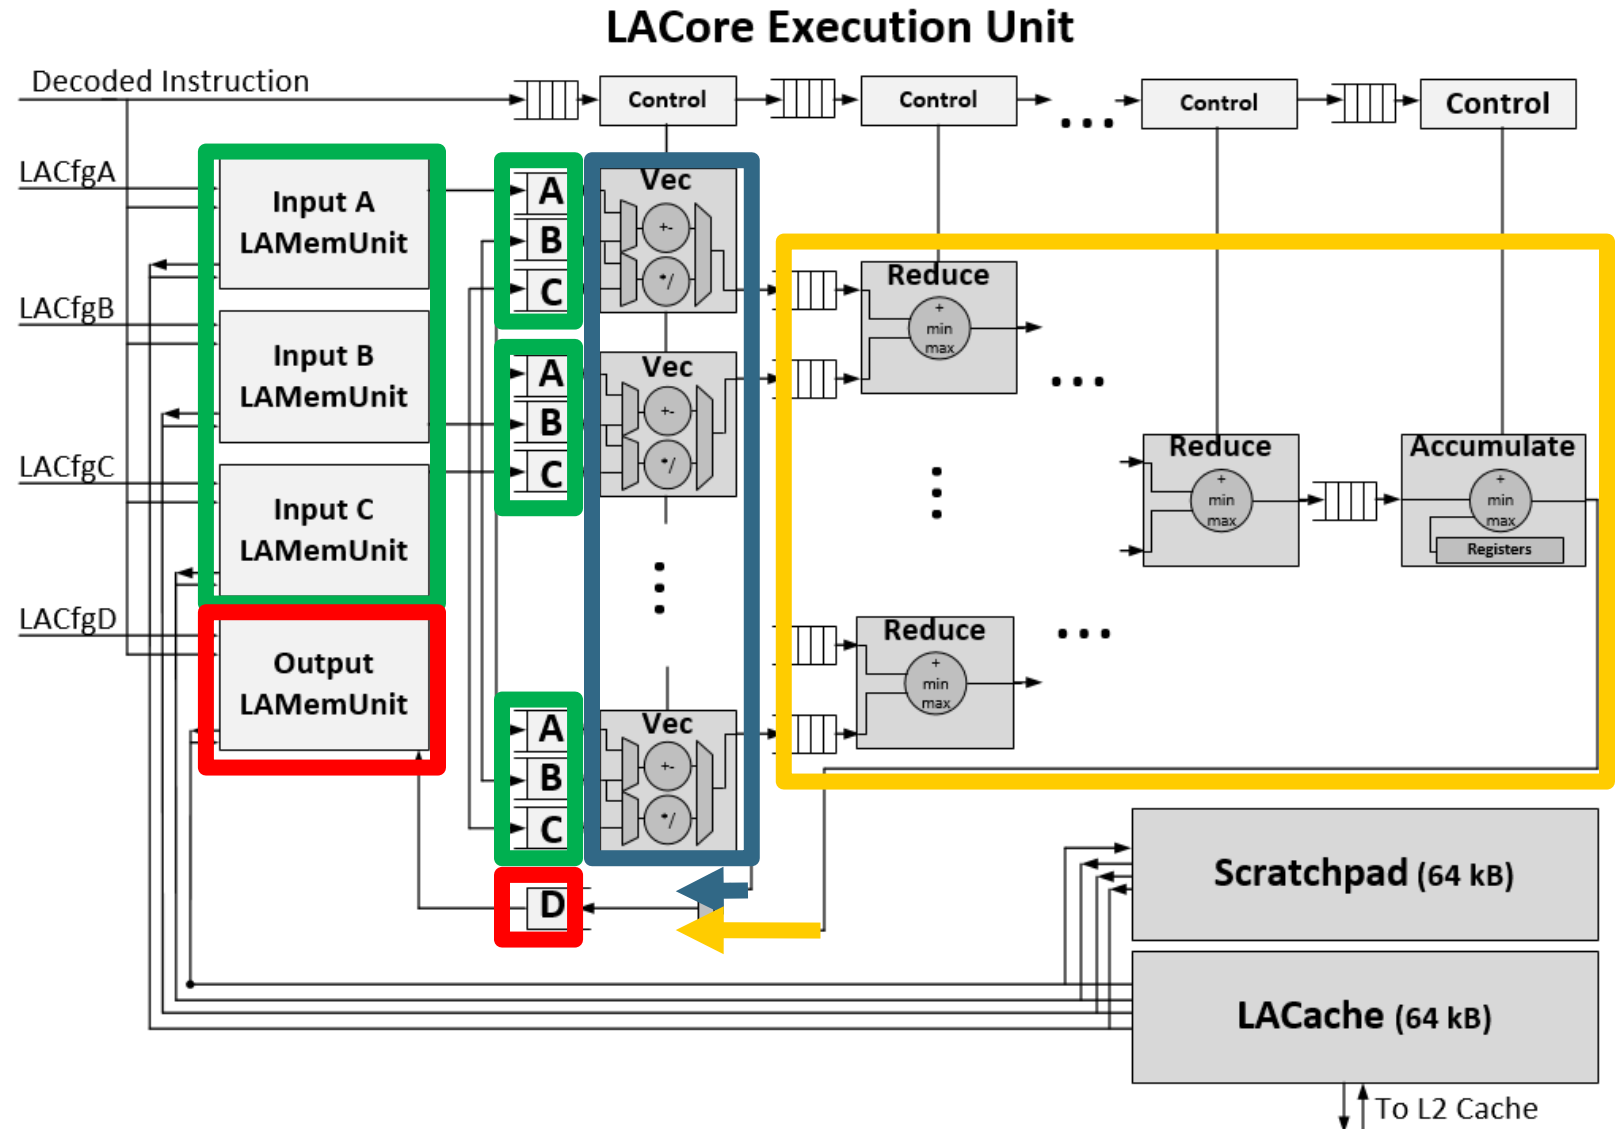 LACore Execution Unit
Decoded Instruction
Control
Control
Control
Control
LACfgA
Input A
LAMemUnit
LACfgB
Input B
LAMemUnit
LACfgC
Input C
LAMemUnit
LACfgD
Output
LAMemUnit
A
B
C
A
B
C
A
B
C
D
Vec
+-
*/
Vec
+-
*/
Vec
+-
*/
Reduce
+
min
max
Reduce
+
min
max
Reduce
+
min
max
Accumulate
+
min
max
Registers
Scratchpad (64 kB)
LACache (64 kB)
To L2 Cache